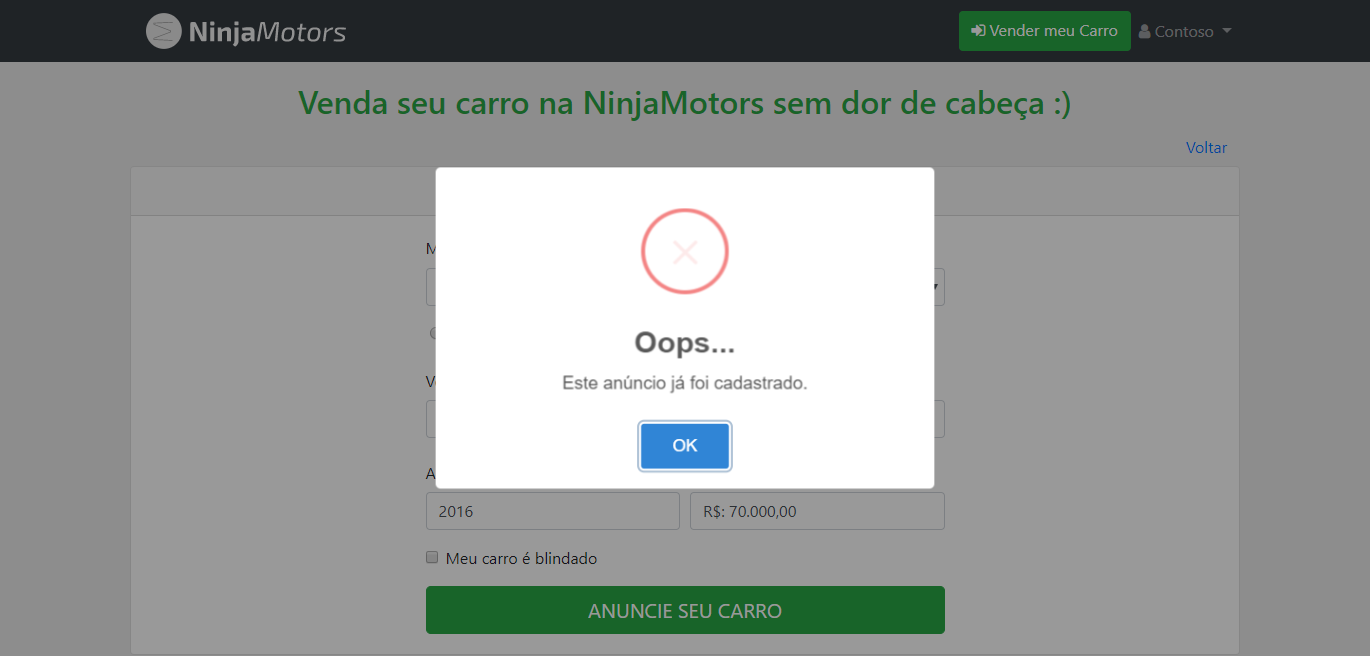 NinjaMotors
Vender meu Carro
Contoso
Venda seu carro na NinjaMotors sem dor de cabeça :)
Voltar
Oops...
Este anúncio já foi cadastrado.
OK
2016
R$: 70.000,00
Meu carro é blindado
ANUNCIE SEU CARRO